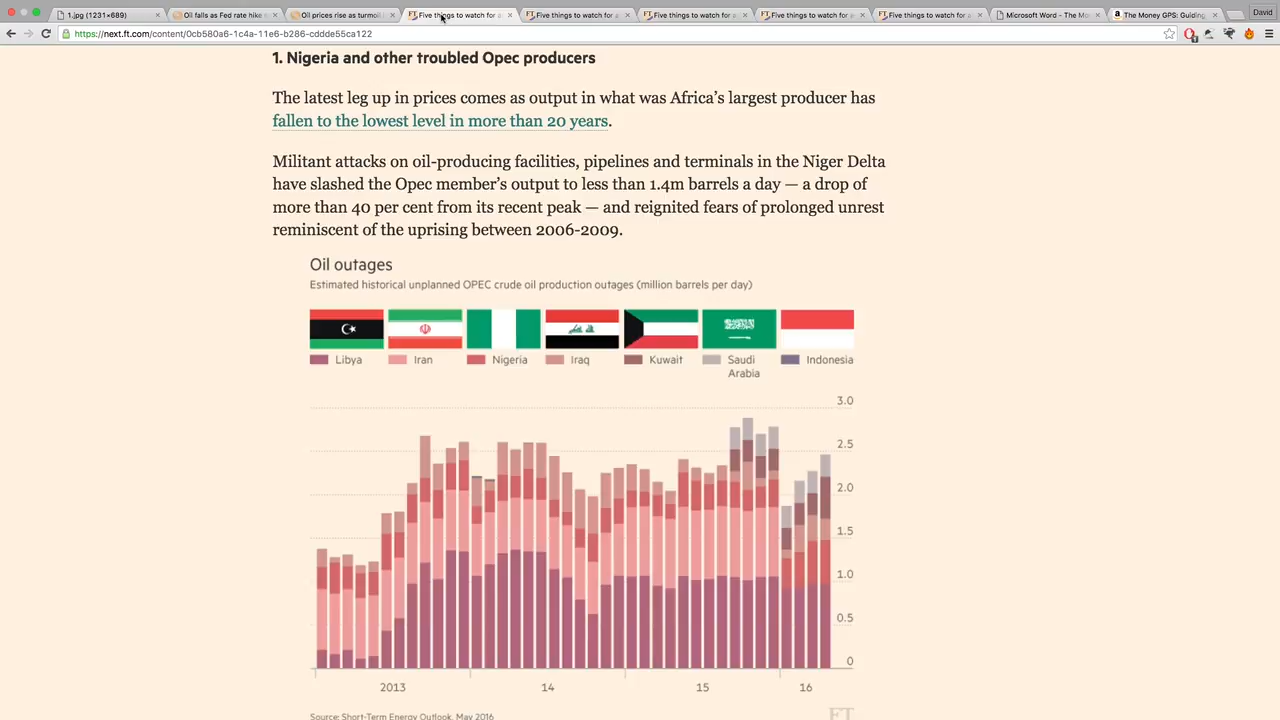 1.jpg (1231×689)
Oil falls as Fed rate hike
Oil prices rise as turmoil
Five things to watch for
Five things to watch for
Five things to watch for
Five things to watch for
Five things to watch for
Microsoft Word - The Mo
The Money GPS: Guiding
David
https://next.ft.com/content/0cb580a6-1c4a-11e6-b286-cddde55ca122
1. Nigeria and other troubled Opec producers
The latest leg up in prices comes as output in what was Africa's largest producer has
fallen to the lowest level in more than 20 years.
Militant attacks on oil-producing facilities, pipelines and terminals in the Niger Delta
have slashed the Opec member's output to less than 1.4m barrels a day — a drop of
more than 40 per cent from its recent peak — and reignited fears of prolonged unrest
reminiscent of the uprising between 2006-2009.
Oil outages
Estimated historical unplanned OPEC crude oil production outages (million barrels per day)
Libya
Iran
Nigeria
Iraq
Kuwait
Saudi
Arabia
Indonesia
3.0
2.5
2.0
1.5
1.0
0.5
0
2013
14
15
16
Source: Short-Term Energy Outlook, May 2016
FT